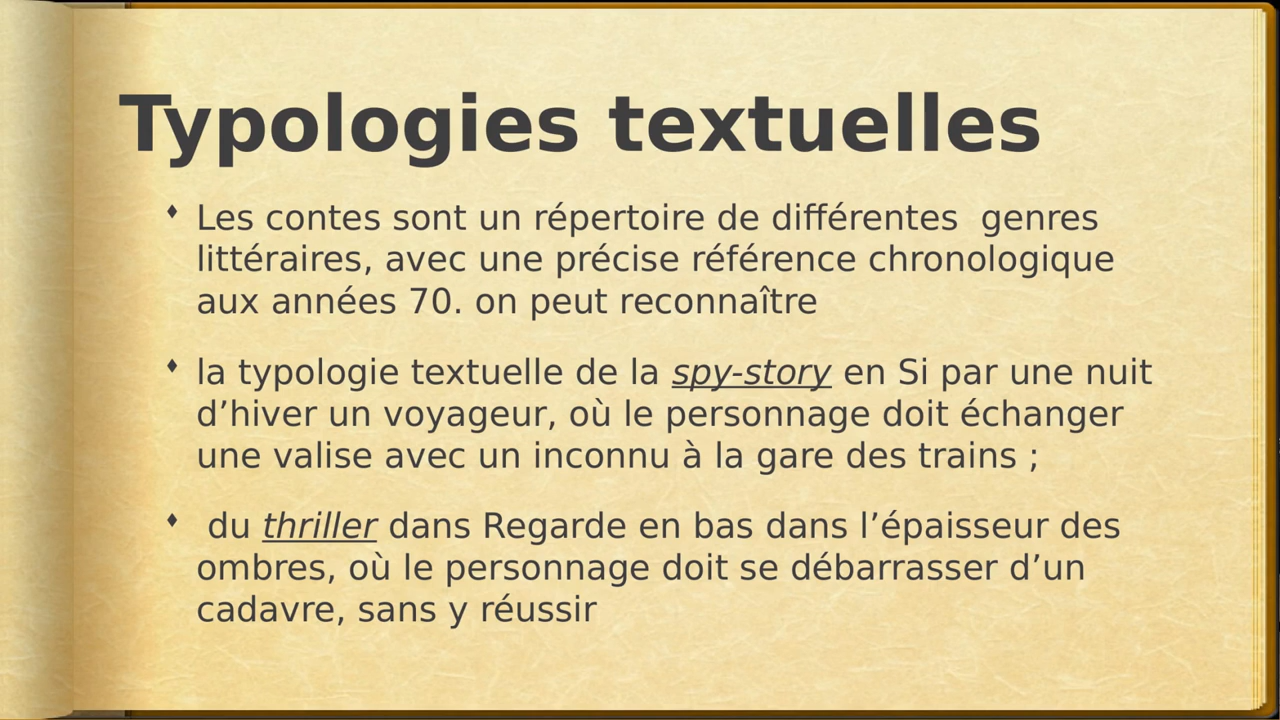 Typologies textuelles
Les contes sont un répertoire de différentes  genres
littéraires, avec une précise référence chronologique
aux années 70. on peut reconnaître
la typologie textuelle de la spy-story en Si par une nuit
d’hiver un voyageur, où le personnage doit échanger
une valise avec un inconnu à la gare des trains ;
du thriller dans Regarde en bas dans l’épaisseur des
ombres, où le personnage doit se débarrasser d’un
cadavre, sans y réussir